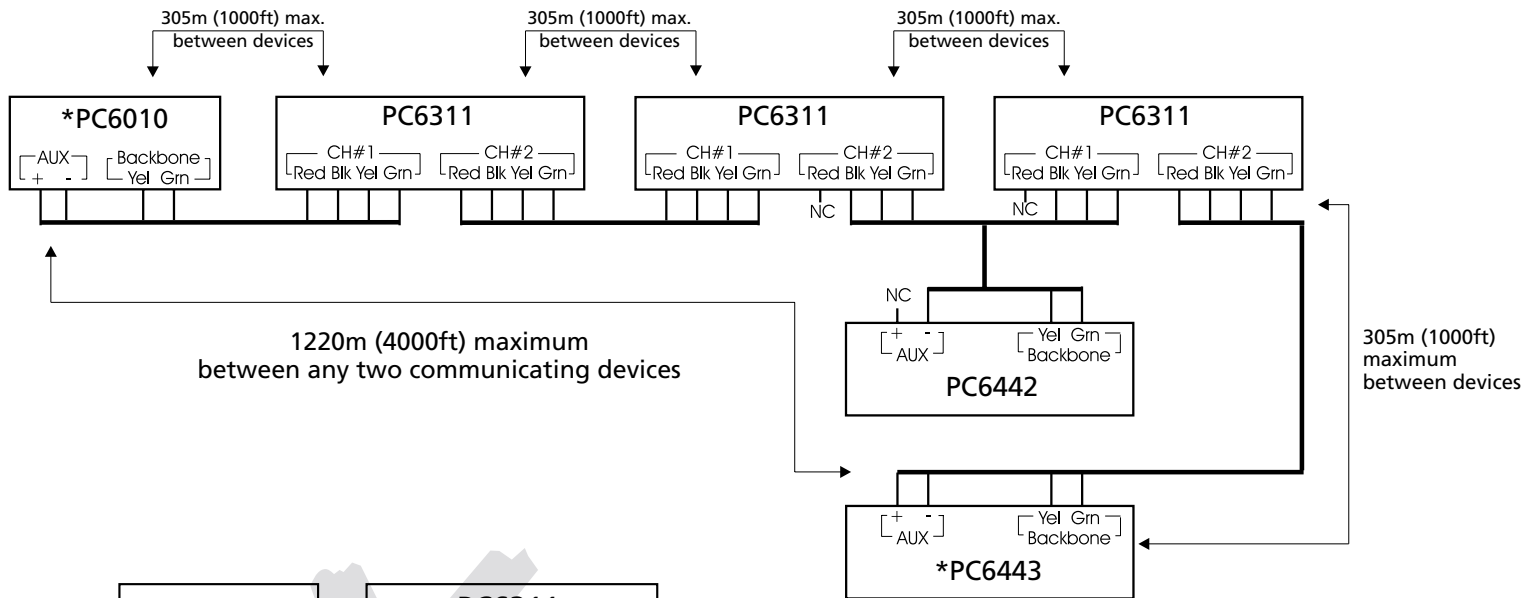 305m (1000ft) max.
between devices
305m (1000ft) max.
between devices
305m (1000ft) max.
between devices
*PC6010
AUX
+ -
Backbone
Yel Grn
PC6311
CH#1
Red Blk Yel Grn
CH#2
Red Blk Yel Grn
PC6311
CH#1
Red Blk Yel Grn
CH#2
Red Blk Yel Grn
NC
PC6311
CH#1
Red Blk Yel Grn
NC
CH#2
Red Blk Yel Grn
1220m (4000ft) maximum
between any two communicating devices
NC
+ -
AUX
Yel Grn
Backbone
PC6442
305m (1000ft)
maximum
between devices
+ -
AUX
Yel Grn
Backbone
*PC6443